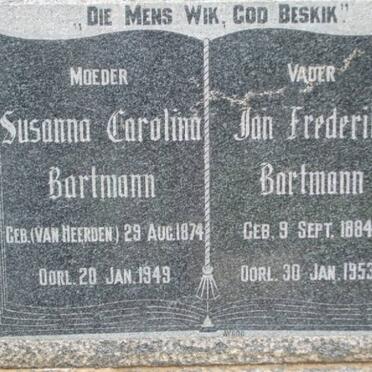 „DIE MENS WIK, GOD BESKIK"
MOEDER
Susanna Carolina
Bartmann
GEB. (VAN HEERDEN) 29 AUG. 1874
OORL. 20 JAN. 1949
VADER
Jan Frederik
Bartmann
GEB. 9 SEPT. 1884
OORL. 30 JAN. 1953